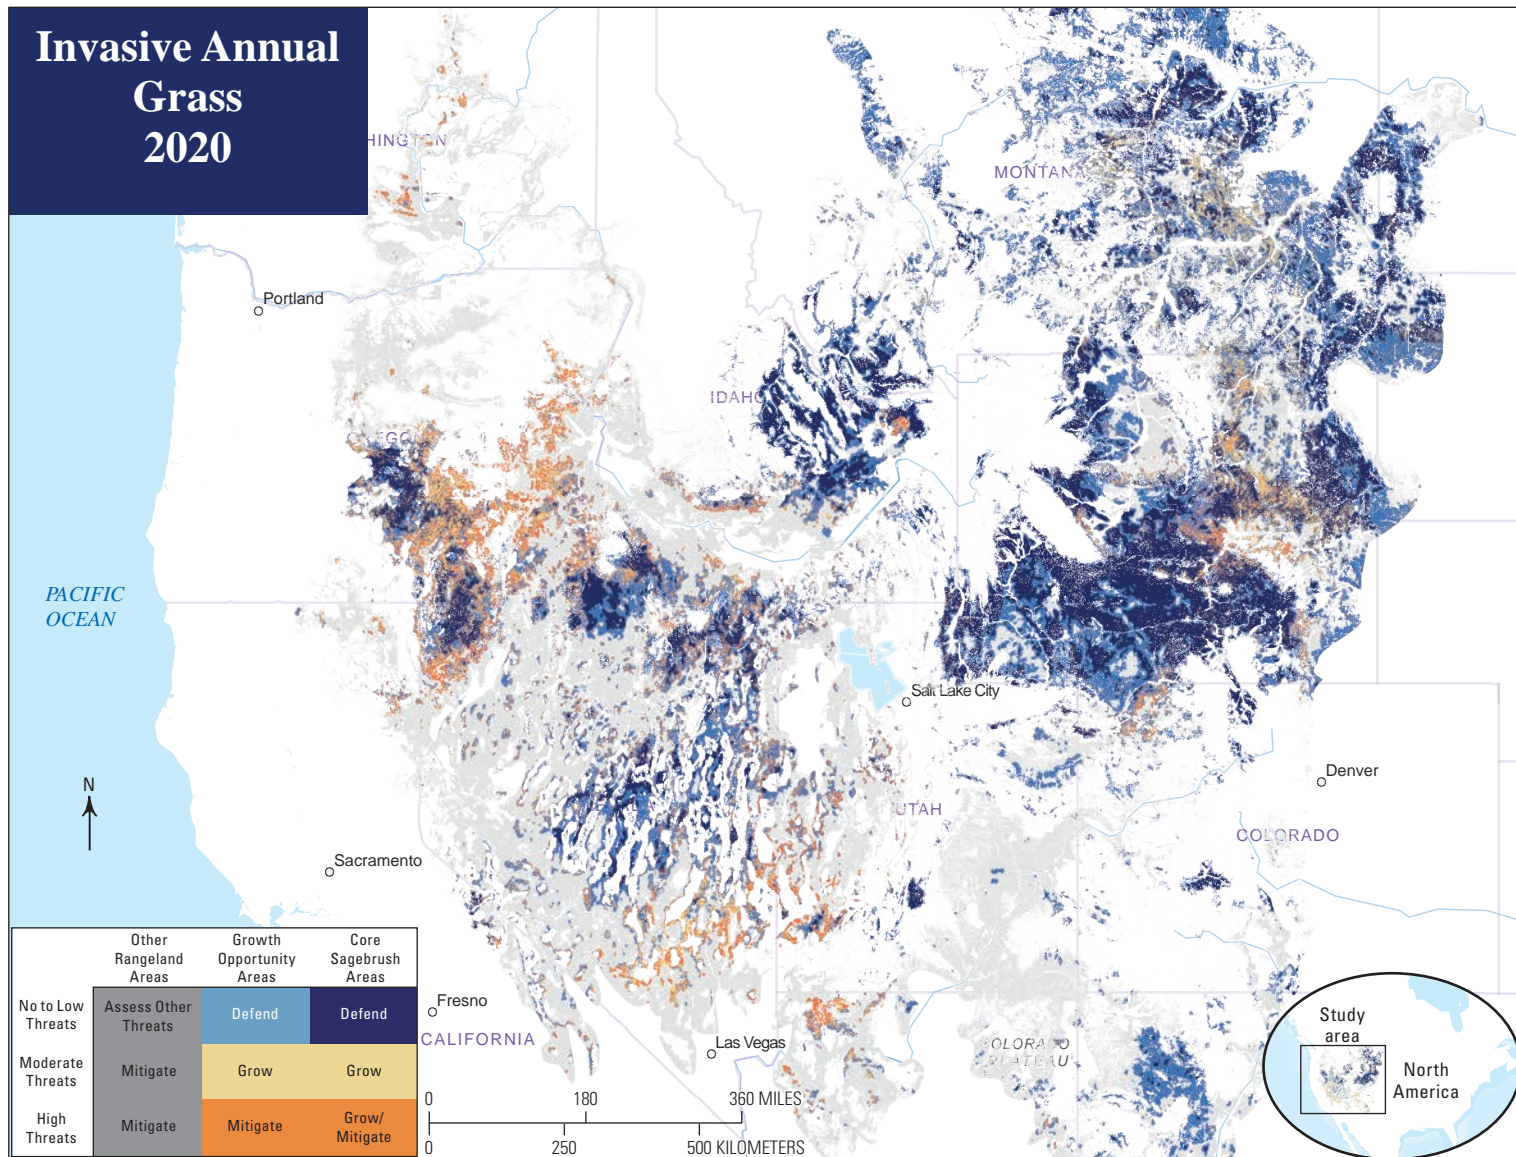 Invasive Annual
Grass
2020
HINGTON
MONTANA
Portland
IDAHO
PACIFIC
OCEAN
Salt Lake City
N
Denver
UTAH
COLORADO
Sacramento
Other
Rangeland
Areas
Growth
Opportunity
Areas
Core
Sagebrush
Areas
No to Low
Threats
Assess Other
Threats
Defend
Defend
Moderate
Threats
Mitigate
Grow
Grow
High
Threats
Mitigate
Mitigate
Grow/
Mitigate
Fresno
CALIFORNIA
Las Vegas
OLORADO
PLATEAU
0 180 360 MILES
0 250 500 KILOMETERS
Study
area
North
America